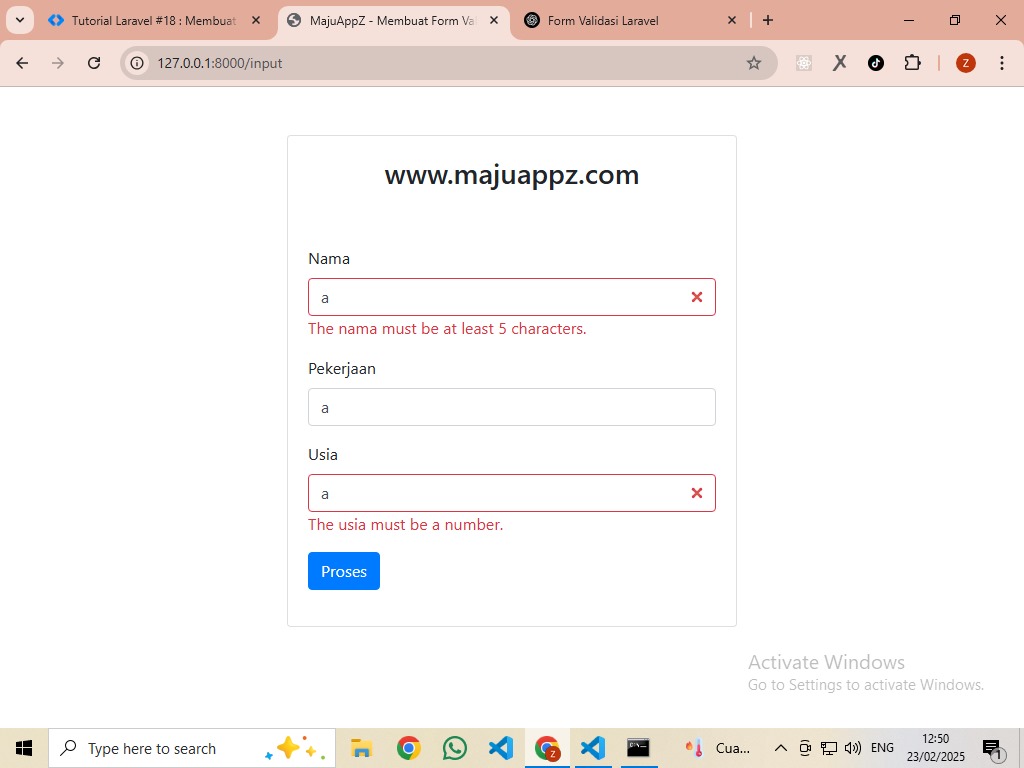 Tutorial Laravel #18 : Membuat
MajuAppZ - Membuat Form Va
Form Validasi Laravel
127.0.0.1:8000/input
Z
www.majuappz.com
Nama
a
The nama must be at least 5 characters.
Pekerjaan
a
Usia
a
The usia must be a number.
Proses
Activate Windows
Go to Settings to activate Windows.
Type here to search
Z
Cua...
ENG
12:50
23/02/2025
1